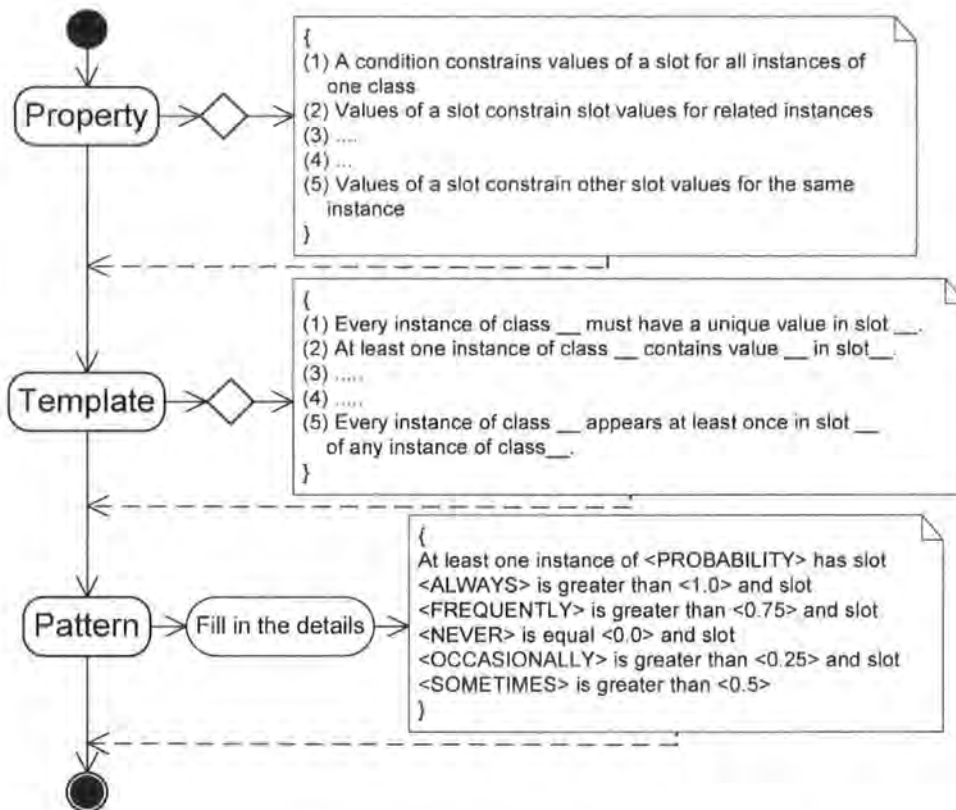 Property
{
(1) A condition constrains values of a slot for all instances of
one class
(2) Values of a slot constrain slot values for related instances
(3) ....
(4) ...
(5) Values of a slot constrain other slot values for the same
instance
}
Template
{
(1) Every instance of class __ must have a unique value in slot __.
(2) At least one instance of class __ contains value __ in slot__.
(3) .....
(4) .....
(5) Every instance of class __ appears at least once in slot __
of any instance of class__.
}
Pattern
Fill in the details
{
At least one instance of <PROBABILITY> has slot
<ALWAYS> is greater than <1.0> and slot
<FREQUENTLY> is greater than <0.75> and slot
<NEVER> is equal <0.0> and slot
<OCCASIONALLY> is greater than <0.25> and slot
<SOMETIMES> is greater than <0.5>
}